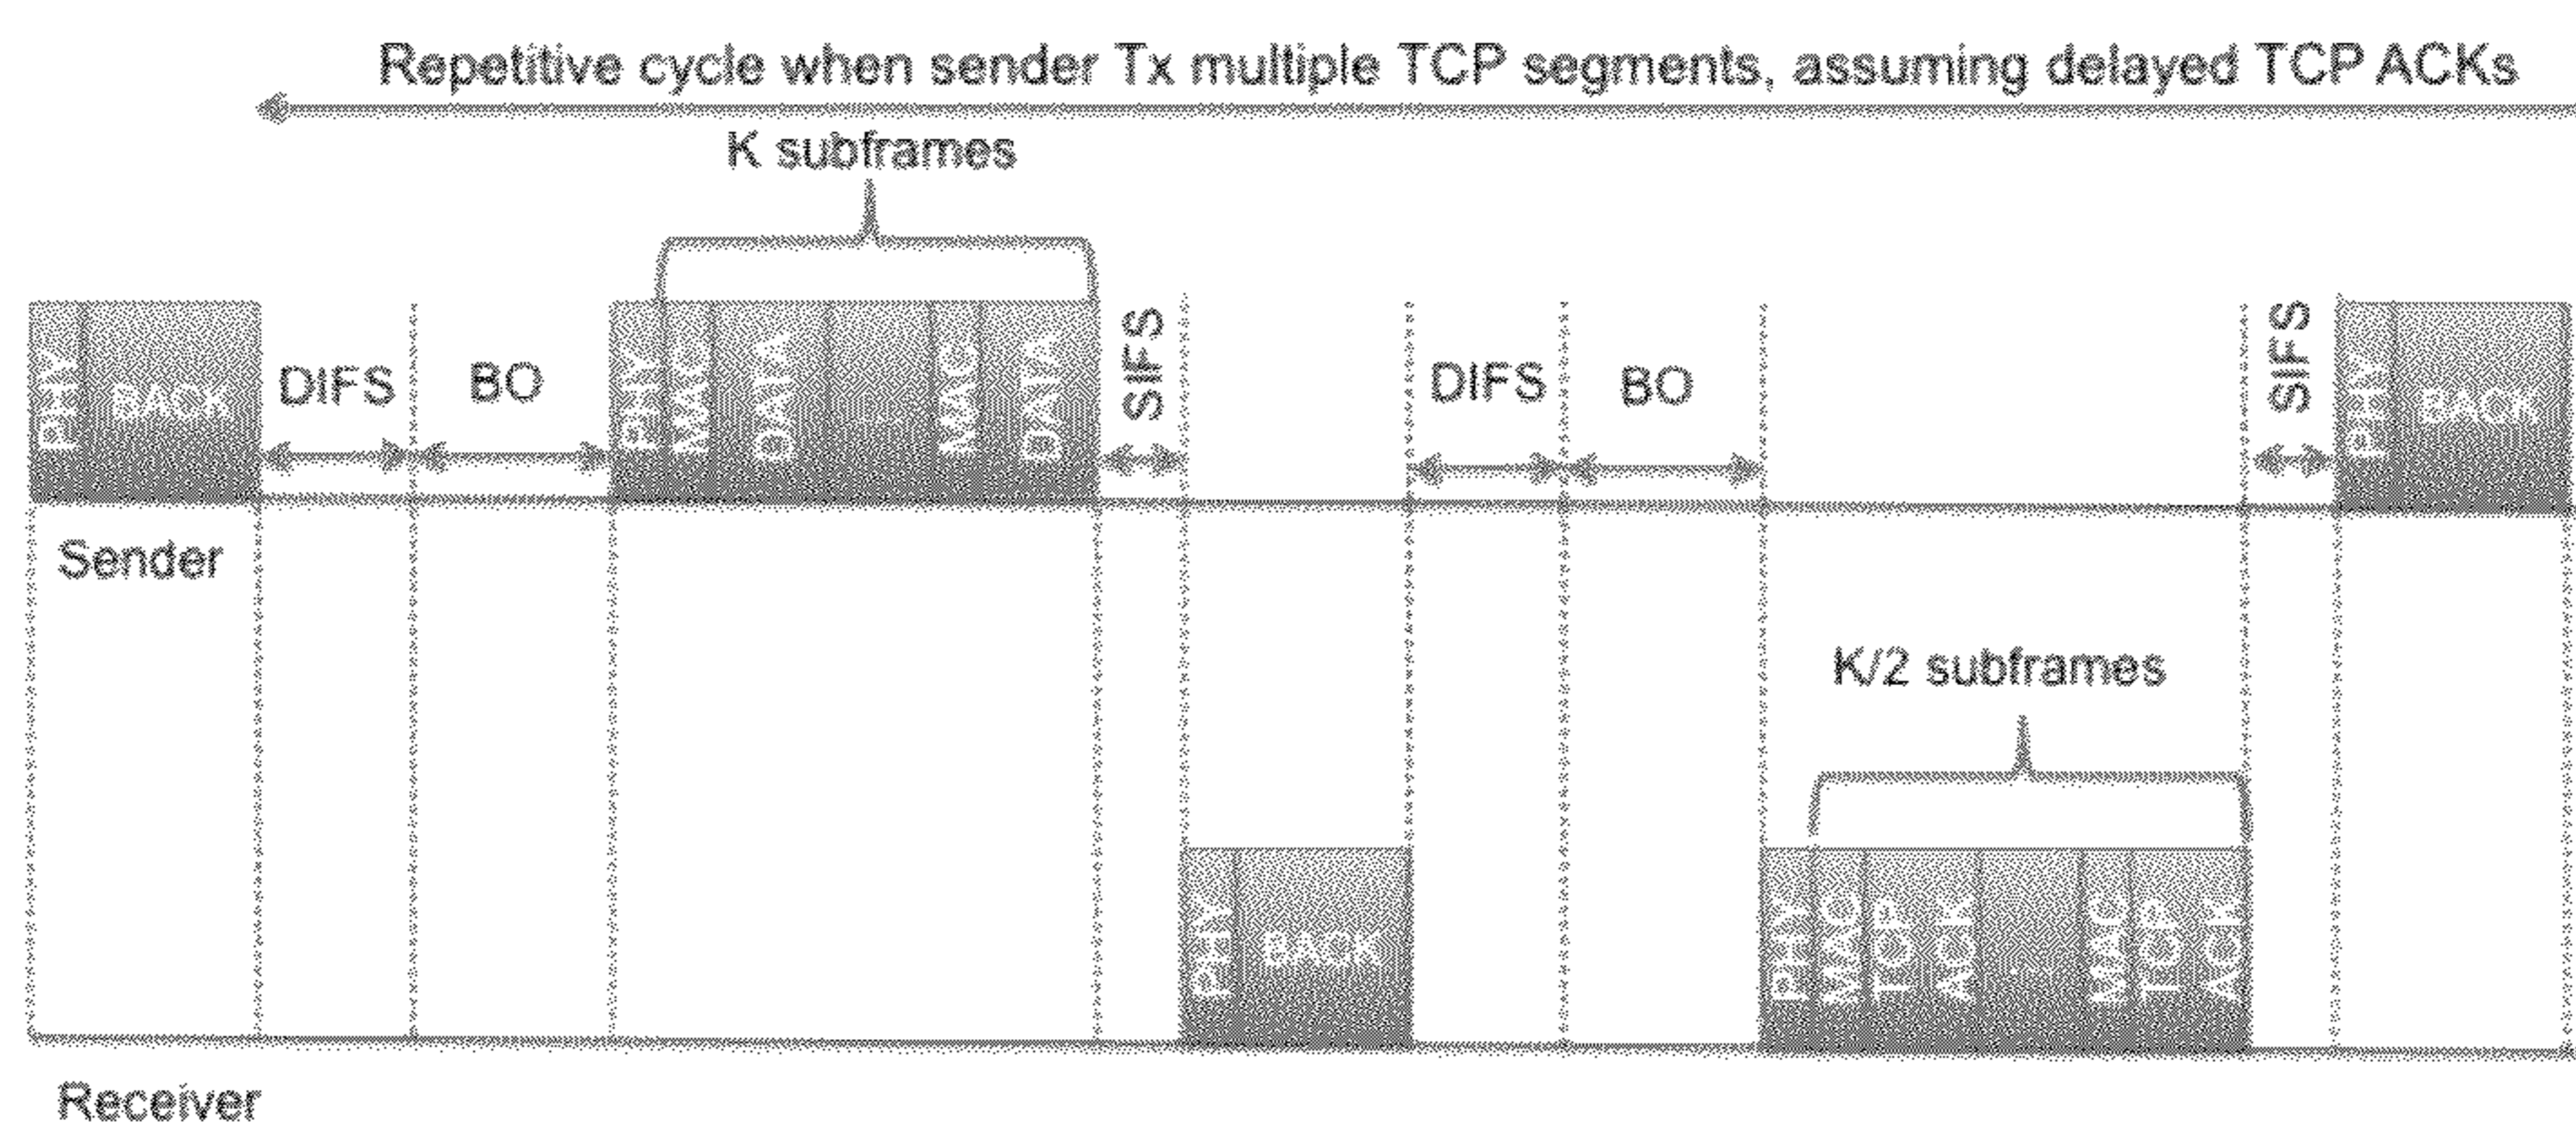 Repetitive cycle when sender Tx multiple TCP segments, assuming delayed TCP ACKs
K subframes
PHY
BACK
DIFS
BO
PHY
MAC
DATA
...
MAC
DATA
SIFS
DIFS
BO
SIFS
PHY
BACK
Sender
K/2 subframes
PHY
BACK
PHY
MAC
TCP
ACK
...
MAC
TCP
ACK
Receiver